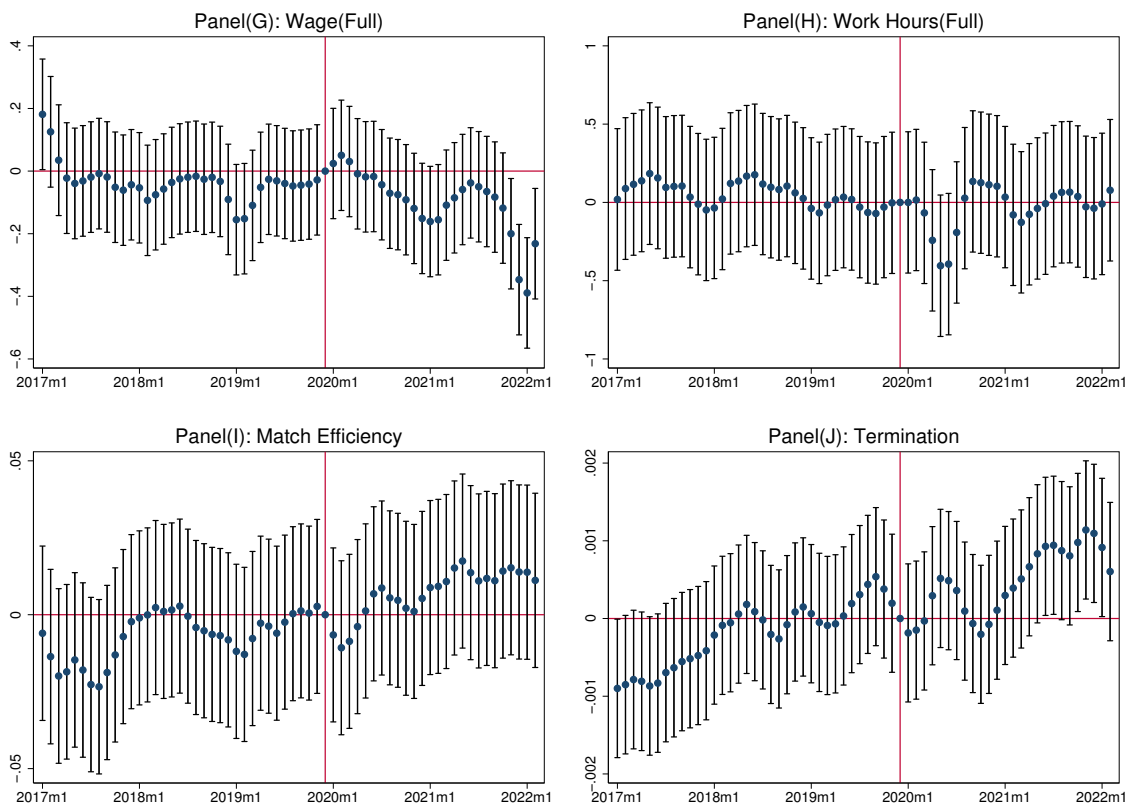 Panel(G): Wage(Full)
.4
.2
0
-.2
-.4
-.6
2017m1 2018m1 2019m1 2020m1 2021m1 2022m1
Panel(H): Work Hours(Full)
1
.5
0
-.5
-1
2017m1 2018m1 2019m1 2020m1 2021m1 2022m1
Panel(I): Match Efficiency
.05
0
-.05
2017m1 2018m1 2019m1 2020m1 2021m1 2022m1
Panel(J): Termination
.002
.001
0
-.001
-.002
2017m1 2018m1 2019m1 2020m1 2021m1 2022m1